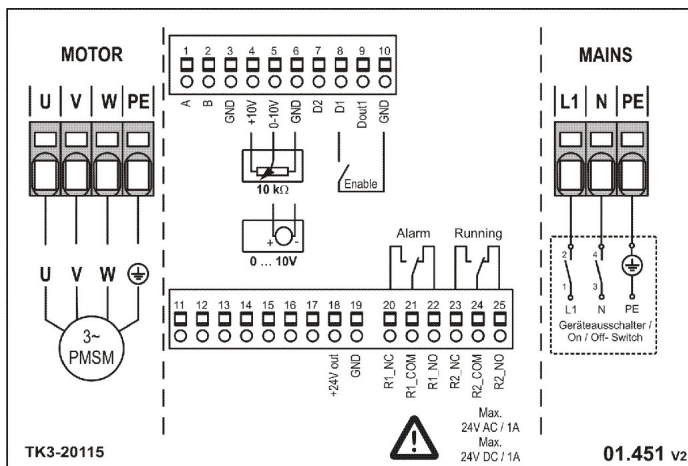 MOTOR
U V W PE
U V W
3~
PMSM
TK3-20115
1 2 3 4 5 6 7 8 9 10
A B GND +10V 0-10V GND D2 D1 Dout1 GND
10 kΩ
Enable
+ -
0 ... 10V
Alarm Running
11 12 13 14 15 16 17 18 19 20 21 22 23 24 25
+24V out GND R1_NC R1_COM R1_NO R2_NC R2_COM R2_NO
Max.
24V AC / 1A
Max.
24V DC / 1A
MAINS
L1 N PE
2 4
1 3
L1 N PE
Geräteausschalter /
On / Off- Switch
01.451 V2